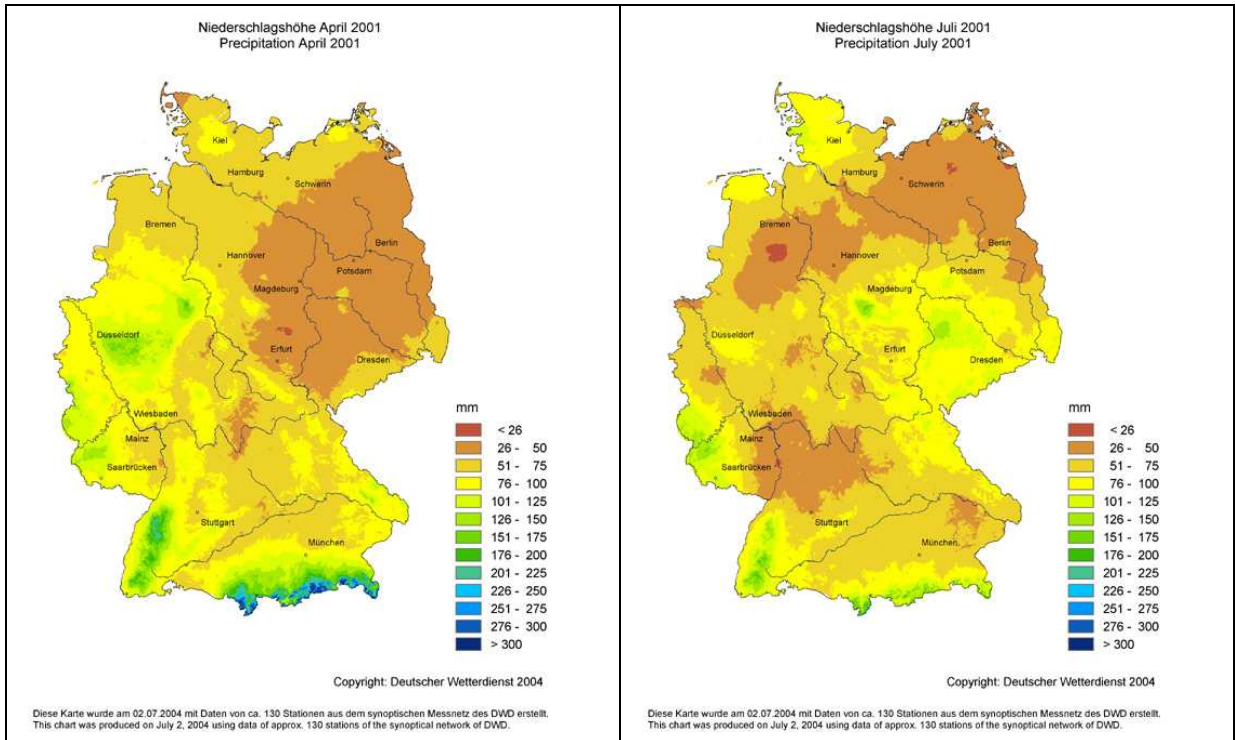 Niederschlagshöhe April 2001
Precipitation April 2001
Kiel
Hamburg
Schwerin
Bremen
Berlin
Hannover
Potsdam
Magdeburg
Düsseldorf
Erfurt
Dresden
Wiesbaden
Mainz
Saarbrücken
Stuttgart
München
mm
< 26
26 - 50
51 - 75
76 - 100
101 - 125
126 - 150
151 - 175
176 - 200
201 - 225
226 - 250
251 - 275
276 - 300
> 300
Copyright: Deutscher Wetterdienst 2004
Diese Karte wurde am 02.07.2004 mit Daten von ca. 130 Stationen aus dem synoptischen Messnetz des DWD erstellt.
This chart was produced on July 2, 2004 using data of approx. 130 stations of the synoptical network of DWD.
Niederschlagshöhe Juli 2001
Precipitation July 2001
Kiel
Hamburg
Schwerin
Bremen
Berlin
Hannover
Potsdam
Magdeburg
Düsseldorf
Erfurt
Dresden
Wiesbaden
Mainz
Saarbrücken
Stuttgart
München
mm
< 26
26 - 50
51 - 75
76 - 100
101 - 125
126 - 150
151 - 175
176 - 200
201 - 225
226 - 250
251 - 275
276 - 300
> 300
Copyright: Deutscher Wetterdienst 2004
Diese Karte wurde am 02.07.2004 mit Daten von ca. 130 Stationen aus dem synoptischen Messnetz des DWD erstellt.
This chart was produced on July 2, 2004 using data of approx. 130 stations of the synoptical network of DWD.